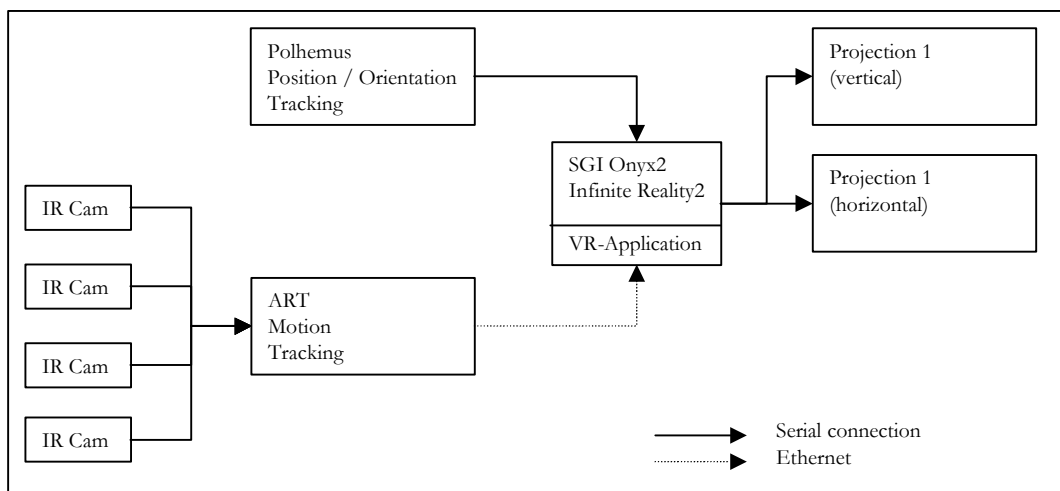 Polhemus
Position / Orientation
Tracking
Projection 1
(vertical)
SGI Onyx2
Infinite Reality2
VR-Application
Projection 1
(horizontal)
IR Cam
IR Cam
IR Cam
IR Cam
ART
Motion
Tracking
Serial connection
Ethernet